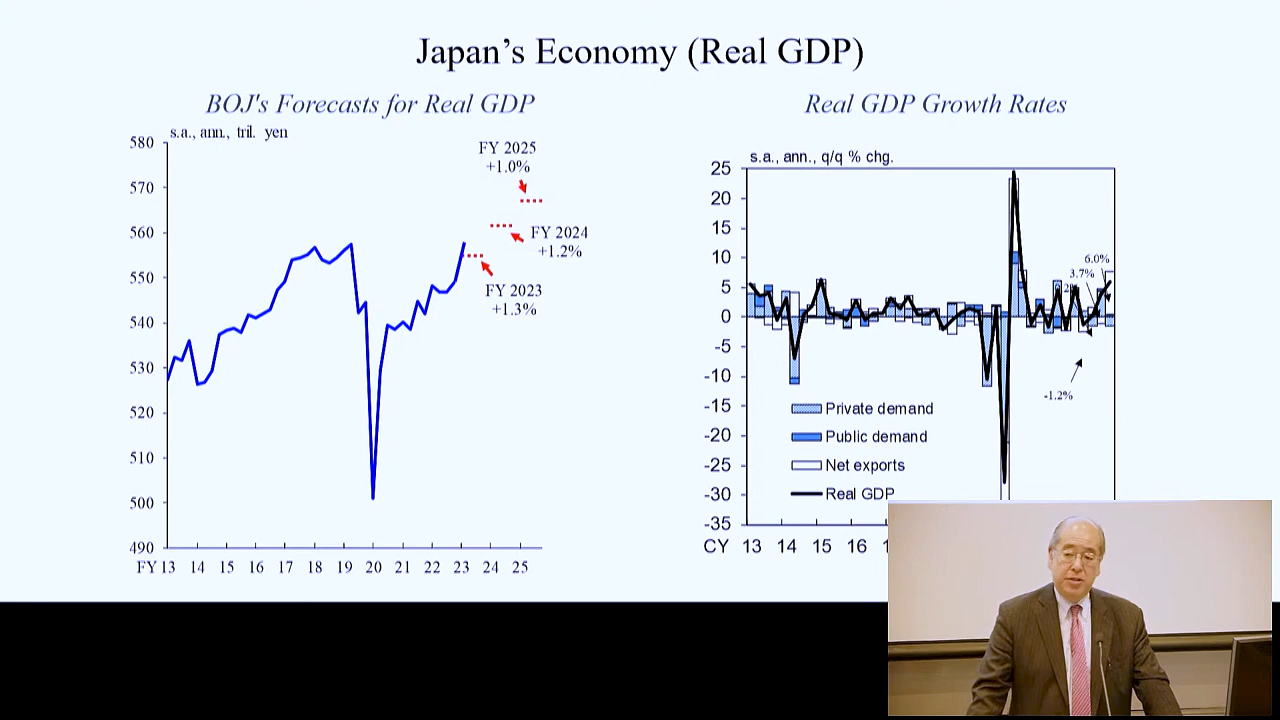 Japan’s Economy (Real GDP)
BOJ's Forecasts for Real GDP
s.a., ann., tril. yen
580
570
560
550
540
530
520
510
500
490
FY 2025
+1.0%
FY 2024
+1.2%
FY 2023
+1.3%
FY 13 14 15 16 17 18 19 20 21 22 23 24 25
Real GDP Growth Rates
s.a., ann., q/q % chg.
25
20
15
10
5
0
-5
-10
-15
-20
-25
-30
-35
6.0%
3.7%
-1.2%
Private demand
Public demand
Net exports
Real GDP
CY 13 14 15 16